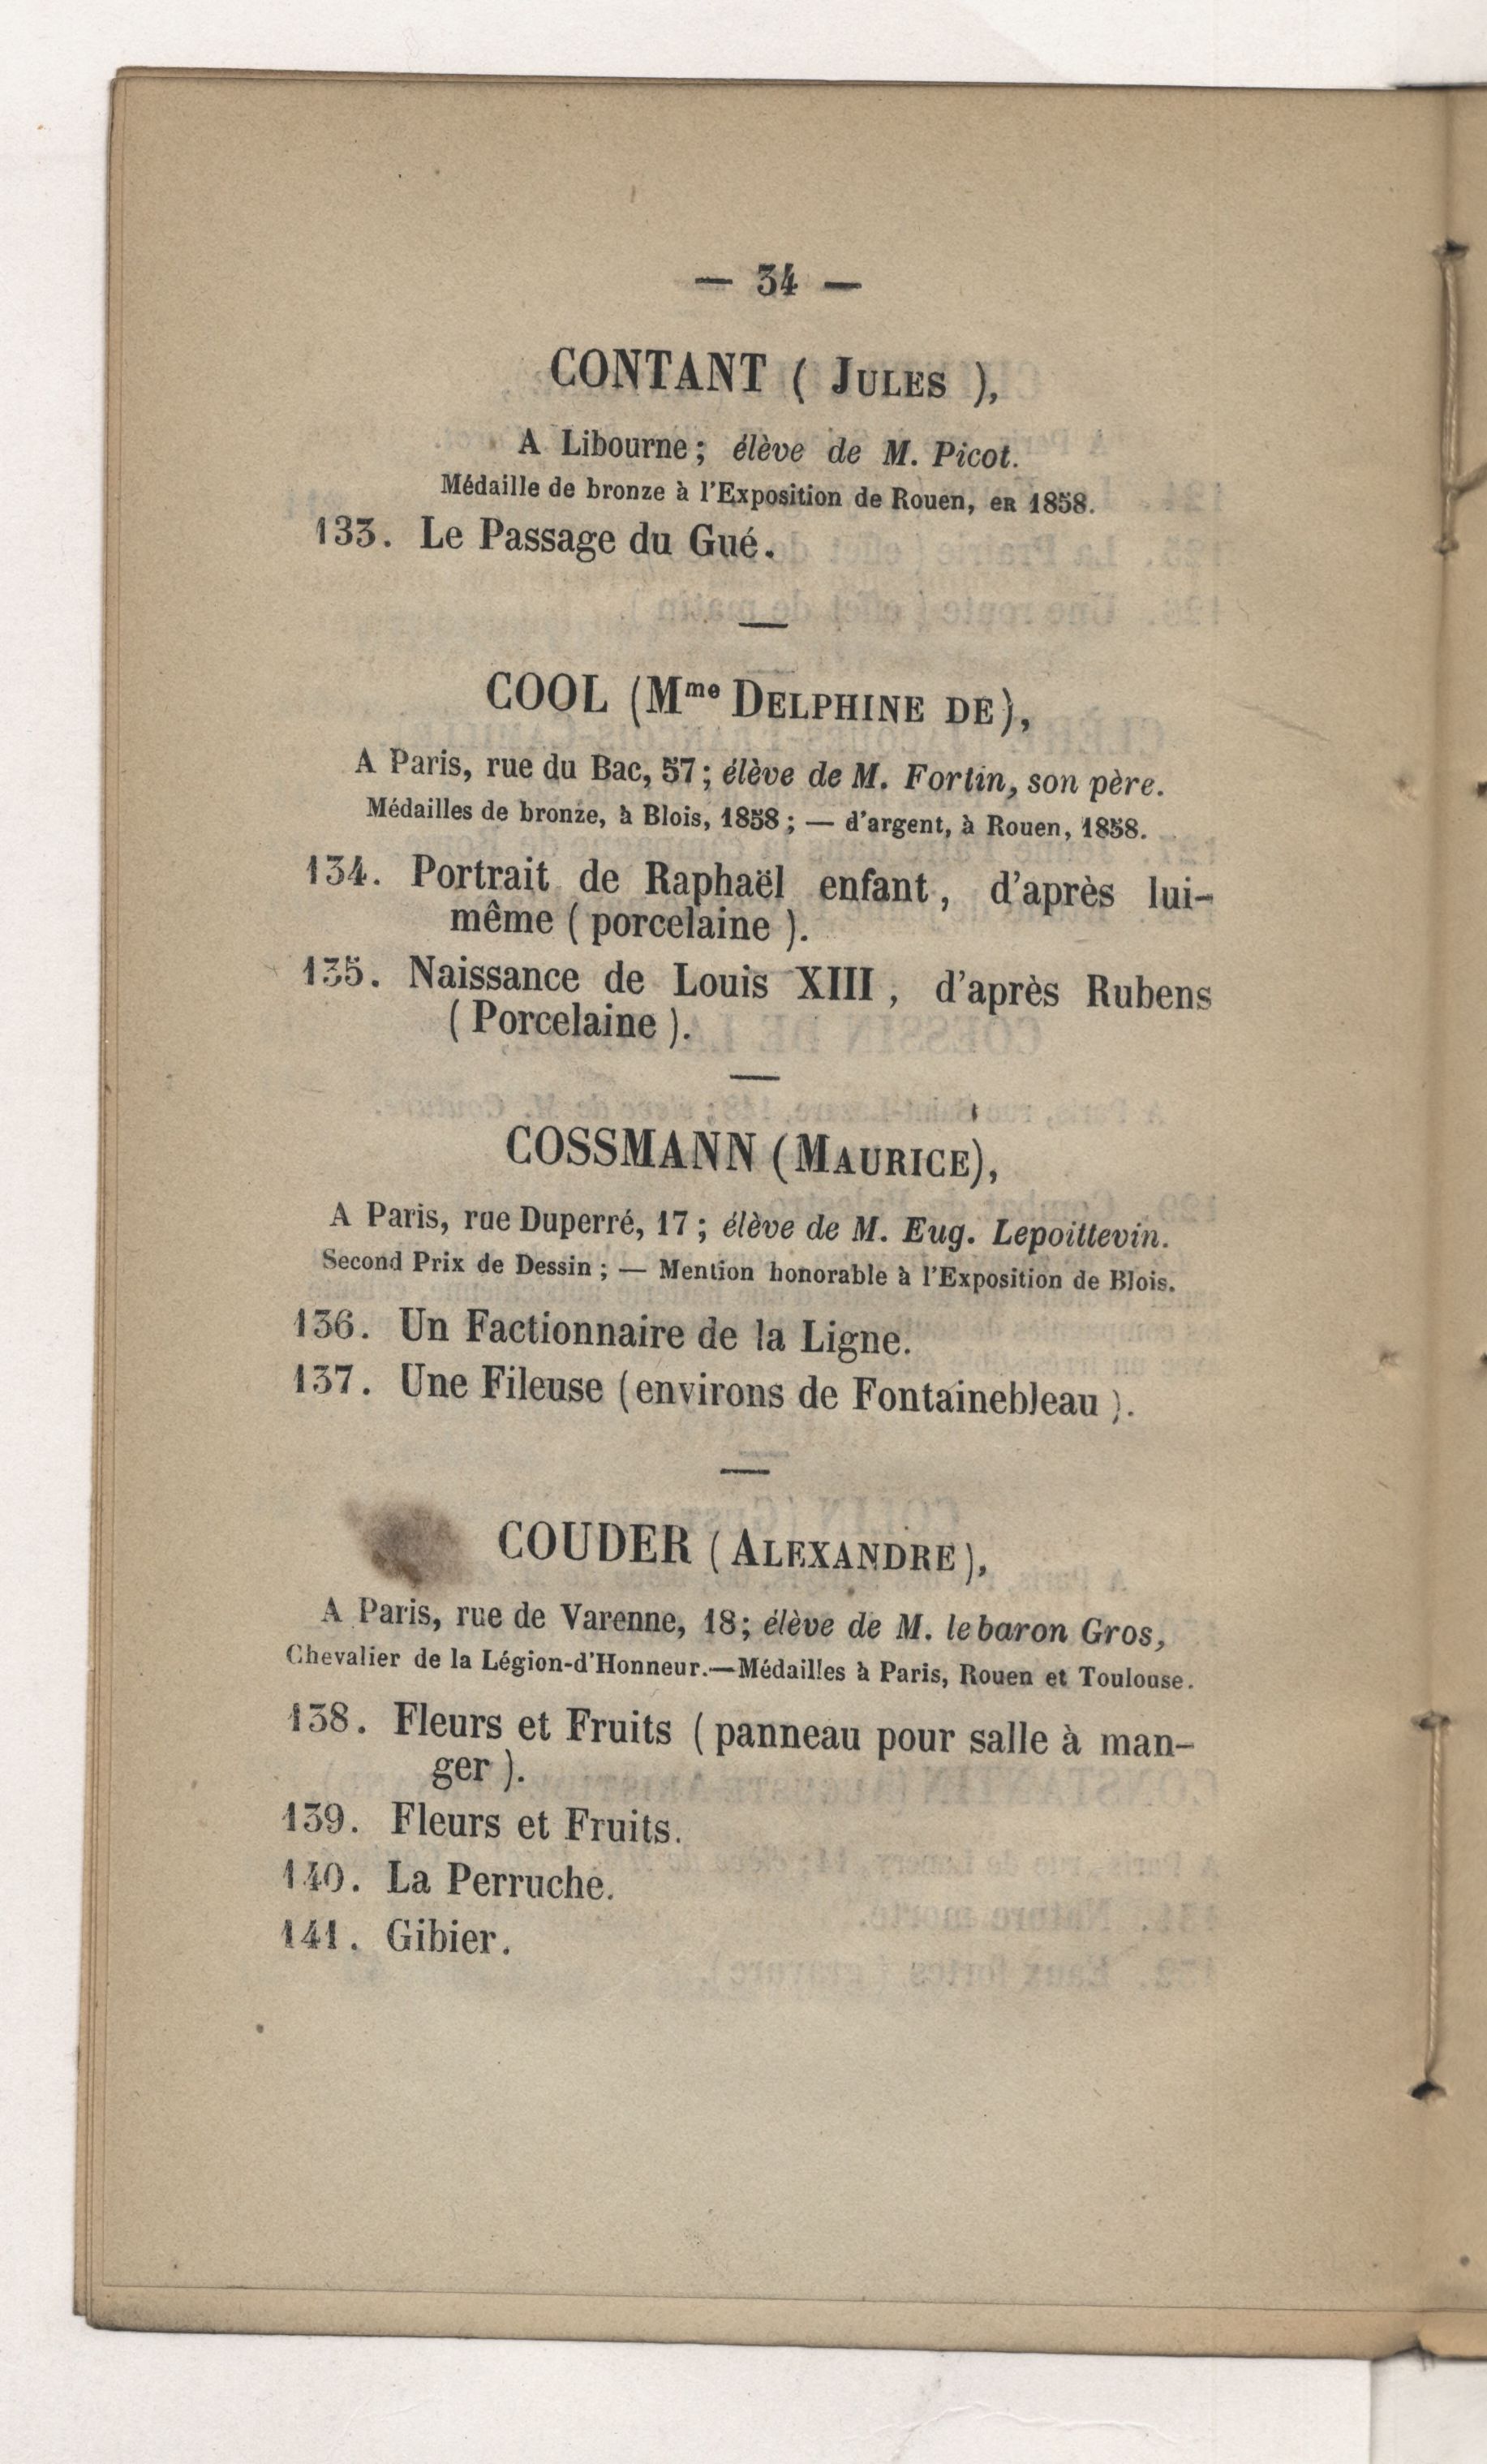 — 34 —
CONTANT ( JULES ),
A Libourne; élève de M. Picot.
Médaille de bronze à l'Exposition de Rouen, eR 1858.
133. Le Passage du Gué.
COOL (Mme DELPHINE DE),
A Paris, rue du Bac, 57; élève de M. Fortin, son père.
Médailles de bronze, à Blois, 1858; — d'argent, à Rouen, 1858.
134. Portrait de Raphaël enfant, d'après lui-
même ( porcelaine ).
135. Naissance de Louis XIII, d'après Rubens
( Porcelaine ).
COSSMANN (MAURICE),
A Paris, rue Duperré, 17; élève de M. Eug. Lepoittevin.
Second Prix de Dessin; — Mention honorable à l'Exposition de Blois.
136. Un Factionnaire de la Ligne.
137. Une Fileuse (environs de Fontainebleau ).
COUDER (ALEXANDRE),
A Paris, rue de Varenne, 18; élève de M. le baron Gros,
Chevalier de la Légion-d'Honneur.—Médailles à Paris, Rouen et Toulouse.
138. Fleurs et Fruits ( panneau pour salle à man-
ger ).
139. Fleurs et Fruits.
140. La Perruche.
141. Gibier.